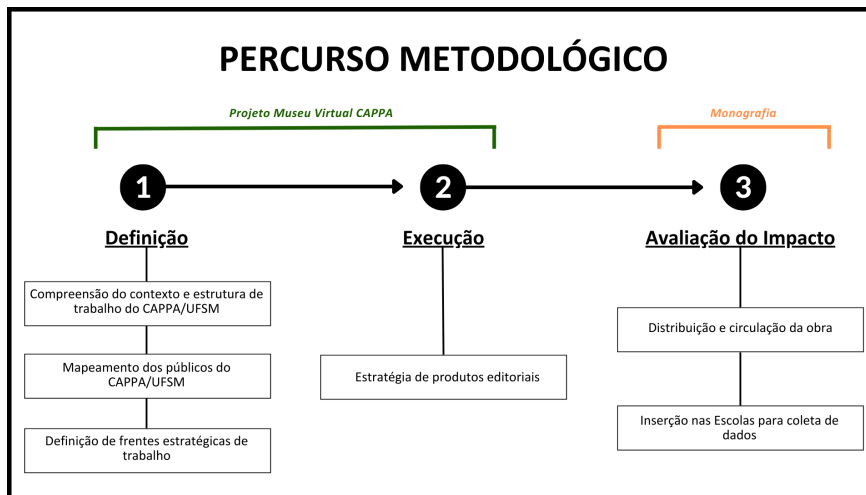 PERCURSO METODOLÓGICO
Projeto Museu Virtual CAPPA
Monografia
1
2
3
Definição
Execução
Avaliação do Impacto
Compreensão do contexto e estrutura de
trabalho do CAPPA/UFSM
Mapeamento dos públicos do
CAPPA/UFSM
Definição de frentes estratégicas de
trabalho
Estratégia de produtos editoriais
Distribuição e circulação da obra
Inserção nas Escolas para coleta de
dados